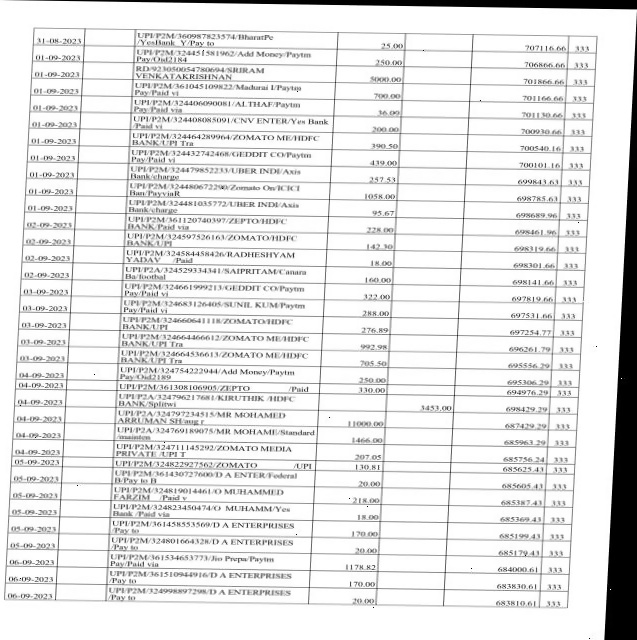 31-08-2023 UPI/P2M/360987823574/BharatPe
/YesBank_Y/Pay to 25.00 707116.66 333
01-09-2023 UPI/P2M/324451581962/Add Money/Paytm
Pay/Oid2184 250.00 706866.66 333
01-09-2023 RD/923050054780694/SRIRAM
VENKATAKRISHNAN 5000.00 701866.66 333
01-09-2023 UPI/P2M/361045109822/Madurai I/Paytm
Pay/Paid vi 700.00 701166.66 333
01-09-2023 UPI/P2M/324406090081/ALTHAF/Paytm
Pay/Paid via 36.00 701130.66 333
01-09-2023 UPI/P2M/324408085091/CNV ENTER/Yes Bank
/Paid vi 200.00 700930.66 333
01-09-2023 UPI/P2M/324464289964/ZOMATO ME/HDFC
BANK/UPI Tra 390.50 700540.16 333
01-09-2023 UPI/P2M/324432742468/GEDDIT CO/Paytm
Pay/Paid vi 439.00 700101.16 333
01-09-2023 UPI/P2M/324479852233/UBER INDI/Axis
Bank/charge 257.53 699843.63 333
01-09-2023 UPI/P2M/324480672290/Zomato On/ICICI
Ban/PayviaR 1058.00 698785.63 333
01-09-2023 UPI/P2M/324481035772/UBER INDI/Axis
Bank/charge 95.67 698689.96 333
02-09-2023 UPI/P2M/361120740397/ZEPTO/HDFC
BANK/Paid via 228.00 698461.96 333
02-09-2023 UPI/P2M/324597526163/ZOMATO/HDFC
BANK/UPI 142.30 698319.66 333
02-09-2023 UPI/P2M/324584458426/RADHESHYAM
YADAV /Paid 18.00 698301.66 333
02-09-2023 UPI/P2A/324529334341/SAIPRITAM/Canara
Ba/footbal 160.00 698141.66 333
03-09-2023 UPI/P2M/324661999213/GEDDIT CO/Paytm
Pay/Paid vi 322.00 697819.66 333
03-09-2023 UPI/P2M/324683126405/SUNIL KUM/Paytm
Pay/Paid vi 288.00 697531.66 333
03-09-2023 UPI/P2M/324660641118/ZOMATO/HDFC
BANK/UPI 276.89 697254.77 333
03-09-2023 UPI/P2M/324664466612/ZOMATO ME/HDFC
BANK/UPI Tra 992.98 696261.79 333
03-09-2023 UPI/P2M/324664536613/ZOMATO ME/HDFC
BANK/UPI Tra 705.50 695556.29 333
04-09-2023 UPI/P2M/324754222944/Add Money/Paytm
Pay/Oid2189 250.00 695306.29 333
04-09-2023 UPI/P2M/361308106905/ZEPTO /Paid 330.00 694976.29 333
04-09-2023 UPI/P2A/324796217681/KIRUTHIK /HDFC
BANK/Splitwi 3453.00 698429.29 333
04-09-2023 UPI/P2A/324797234515/MR MOHAMED
ARRUMAN SH/aug r 11000.00 687429.29 333
04-09-2023 UPI/P2A/324769189075/MR MOHAME/Standard
/mainten 1466.00 685963.29 333
04-09-2023 UPI/P2M/324711145292/ZOMATO MEDIA
PRIVATE /UPI T 207.05 685756.24 333
05-09-2023 UPI/P2M/324822927562/ZOMATO /UPI 130.81 685625.43 333
05-09-2023 UPI/P2M/361430727600/D A ENTER/Federal
B/Pay to B 20.00 685605.43 333
05-09-2023 UPI/P2M/324819014461/O MUHAMMED
FARZIM /Paid v 218.00 685387.43 333
05-09-2023 UPI/P2M/324823450474/O MUHAMM/Yes
Bank /Paid via 18.00 685369.43 333
05-09-2023 UPI/P2M/361458553569/D A ENTERPRISES
/Pay to 170.00 685199.43 333
05-09-2023 UPI/P2M/324801664328/D A ENTERPRISES
/Pay to 20.00 685179.43 333
06-09-2023 UPI/P2M/361534653773/Jio Prepa/Paytm
Pay/Paid via 1178.82 684000.61 333
06-09-2023 UPI/P2M/361510944916/D A ENTERPRISES
/Pay to 170.00 683830.61 333
06-09-2023 UPI/P2M/324998897298/D A ENTERPRISES
/Pay to 20.00 683810.61 333